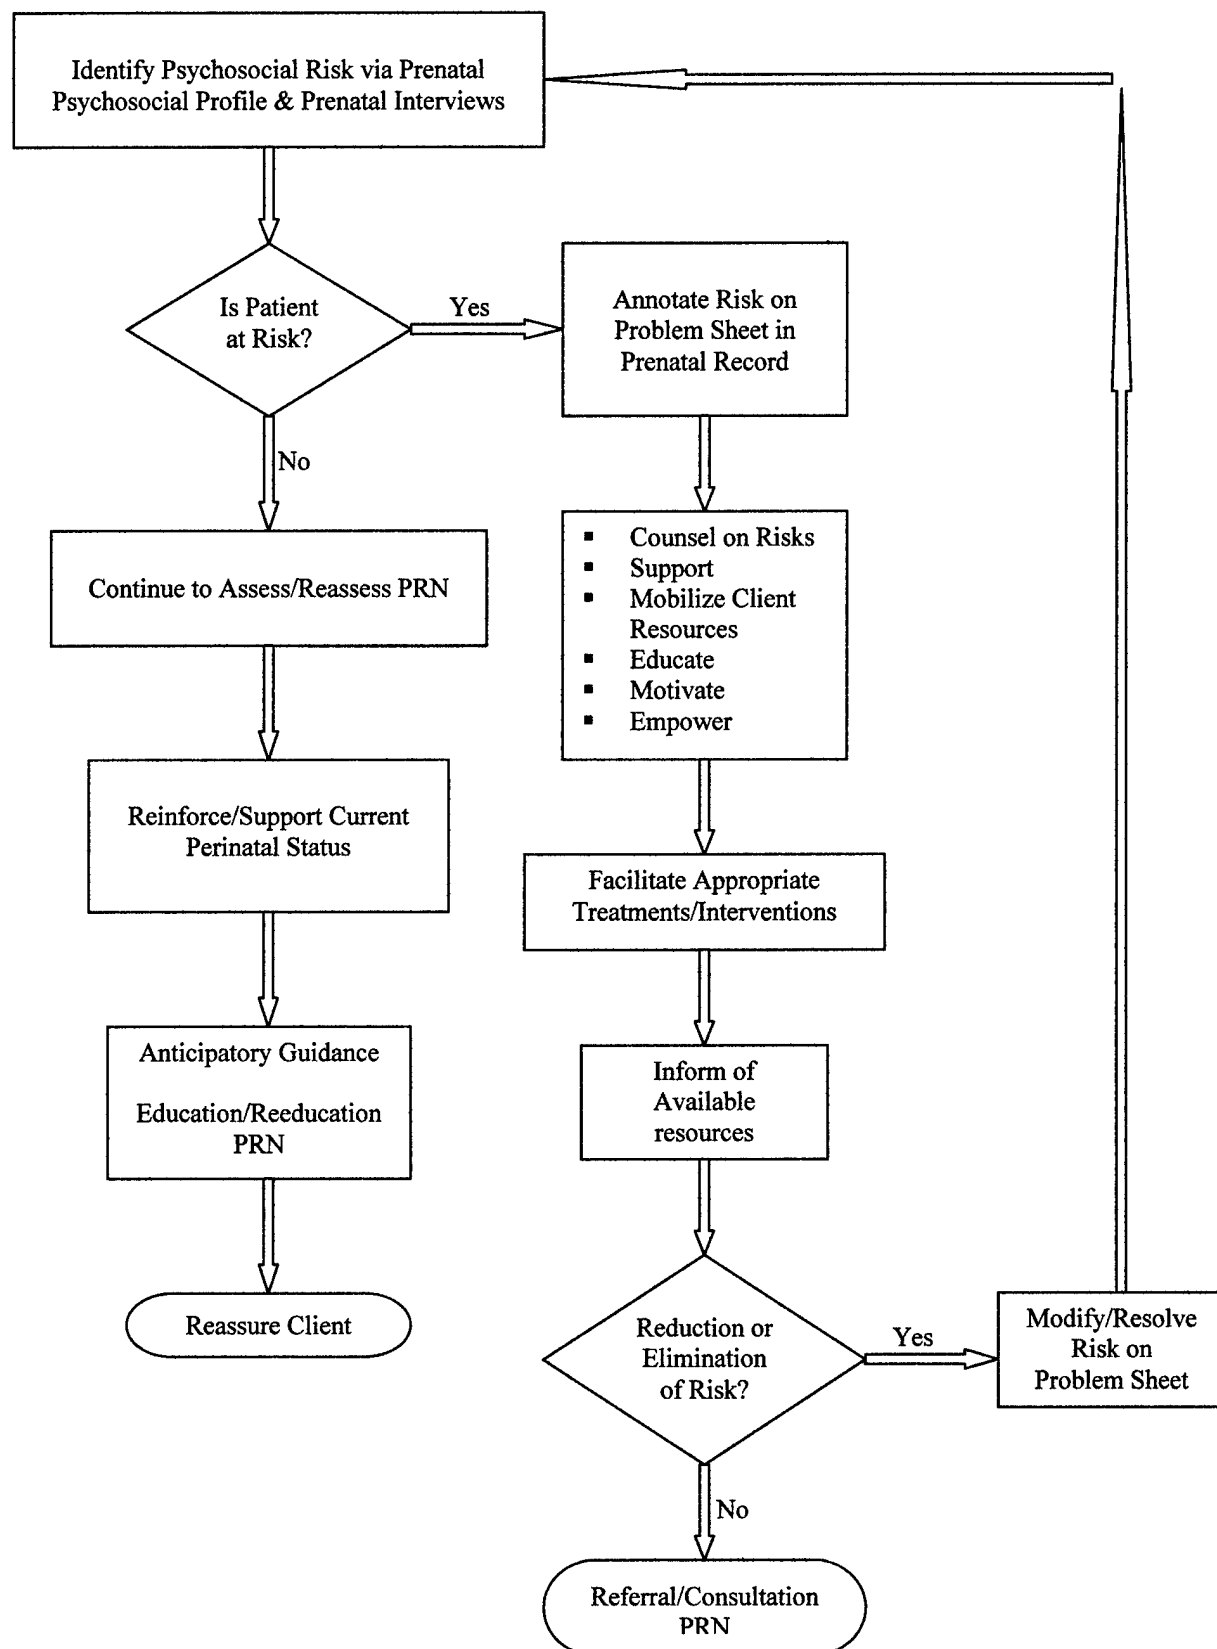 Identify Psychosocial Risk via Prenatal
Psychosocial Profile & Prenatal Interviews
Is Patient
at Risk?
Yes
Annotate Risk on
Problem Sheet in
Prenatal Record
No
Continue to Assess/Reassess PRN
▪ Counsel on Risks
▪ Support
▪ Mobilize Client
Resources
▪ Educate
▪ Motivate
▪ Empower
Reinforce/Support Current
Perinatal Status
Facilitate Appropriate
Treatments/Interventions
Anticipatory Guidance
Education/Reeducation
PRN
Inform of
Available
resources
Reassure Client
Reduction or
Elimination
of Risk?
Yes
Modify/Resolve
Risk on
Problem Sheet
No
Referral/Consultation
PRN